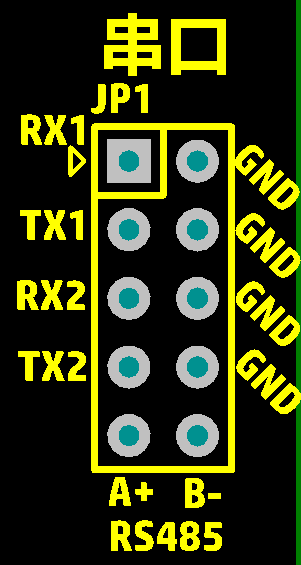 串口
JP1
RX1
GND
TX1
GND
RX2
GND
TX2
GND
A+ B-
RS485